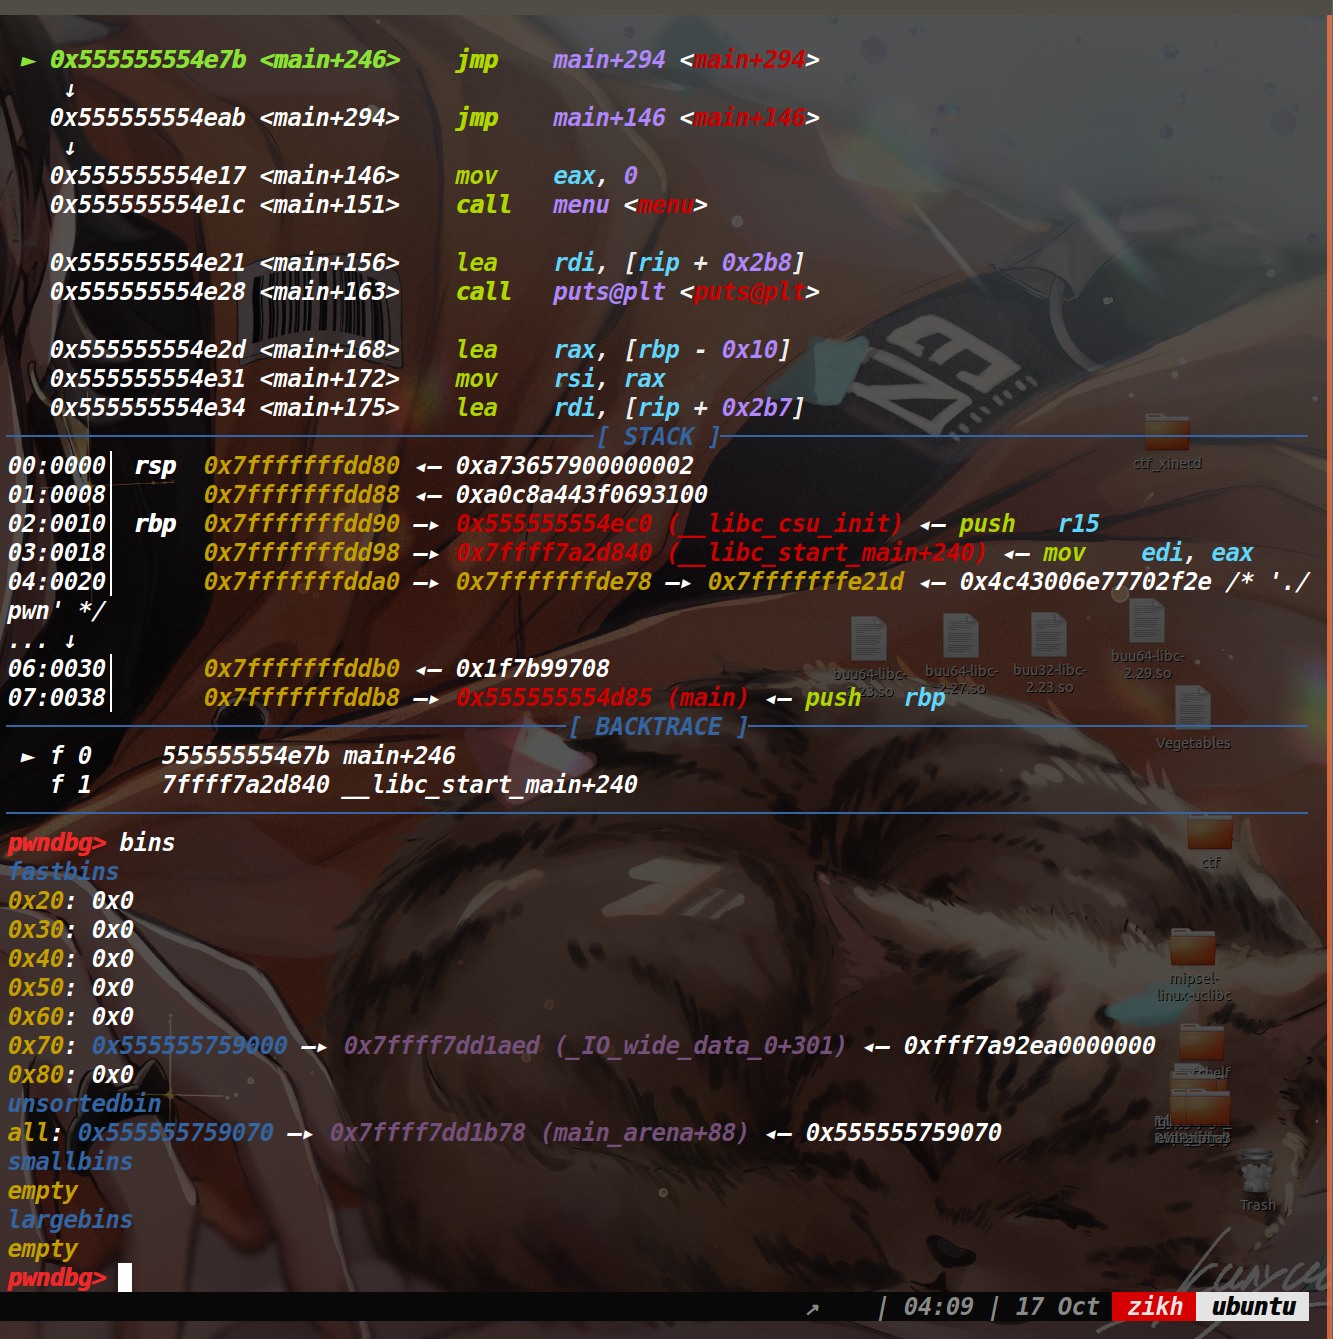 ► 0x555555554e7b <main+246>    jmp    main+294 <main+294>
↓
0x555555554eab <main+294>    jmp    main+146 <main+146>
↓
0x555555554e17 <main+146>    mov    eax, 0
0x555555554e1c <main+151>    call   menu <menu>
0x555555554e21 <main+156>    lea    rdi, [rip + 0x2b8]
0x555555554e28 <main+163>    call   puts@plt <puts@plt>
0x555555554e2d <main+168>    lea    rax, [rbp - 0x10]
0x555555554e31 <main+172>    mov    rsi, rax
0x555555554e34 <main+175>    lea    rdi, [rip + 0x2b7]
[ STACK ]
00:0000│  rsp  0x7fffffffdd80 ◂— 0xa73657900000002
01:0008│       0x7fffffffdd88 ◂— 0xa0c8a443f0693100
02:0010│  rbp  0x7fffffffdd90 —▸ 0x555555554ec0 (__libc_csu_init) ◂— push   r15
03:0018│       0x7fffffffdd98 —▸ 0x7ffff7a2d840 (__libc_start_main+240) ◂— mov    edi, eax
04:0020│       0x7fffffffdda0 —▸ 0x7fffffffde78 —▸ 0x7fffffffe21d ◂— 0x4c43006e77702f2e /* './
pwn' */
... ↓
06:0030│       0x7fffffffddb0 ◂— 0x1f7b99708
07:0038│       0x7fffffffddb8 —▸ 0x555555554d85 (main) ◂— push   rbp
[ BACKTRACE ]
► f 0     555555554e7b main+246
f 1     7ffff7a2d840 __libc_start_main+240
pwndbg> bins
fastbins
0x20: 0x0
0x30: 0x0
0x40: 0x0
0x50: 0x0
0x60: 0x0
0x70: 0x555555759000 —▸ 0x7ffff7dd1aed (_IO_wide_data_0+301) ◂— 0xfff7a92ea0000000
0x80: 0x0
unsortedbin
all: 0x555555759070 —▸ 0x7ffff7dd1b78 (main_arena+88) ◂— 0x555555759070
smallbins
empty
largebins
empty
pwndbg>
↗    | 04:09 | 17 Oct  zikh  ubuntu
ctf_xinetd
buu64-libc-
2.23.so
buu64-libc-
2.27.so
buu32-libc-
2.23.so
buu64-libc-
2.29.so
Vegetables
ctf
mipsel-
linux-uclibc
Trash